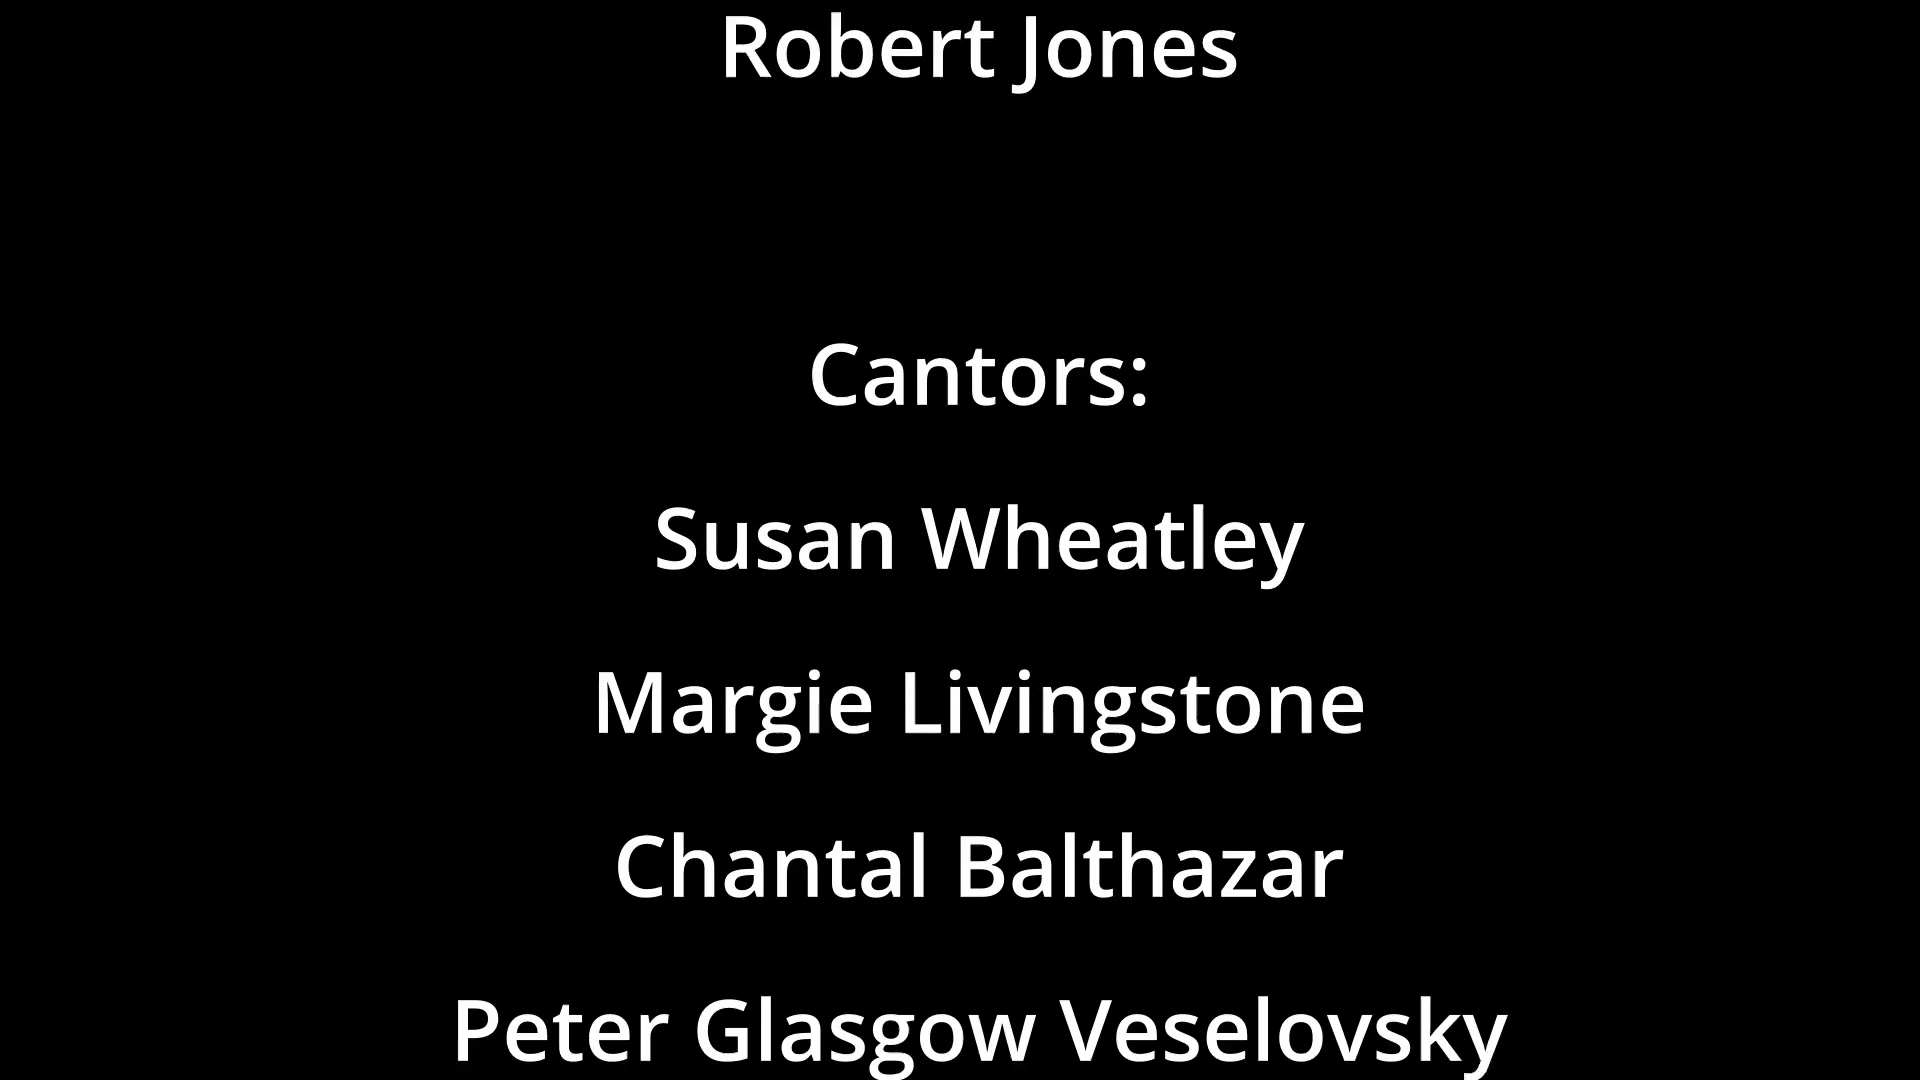 Robert Jones
Cantors:
Susan Wheatley
Margie Livingstone
Chantal Balthazar
Peter Glasgow Veselovsky